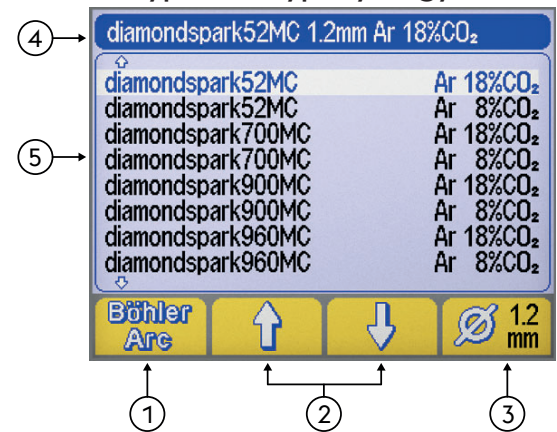 4
diamondspark52MC 1.2mm Ar 18%CO₂
diamondspark52MC Ar 18%CO₂
diamondspark52MC Ar 8%CO₂
diamondspark700MC Ar 18%CO₂
5
diamondspark700MC Ar 8%CO₂
diamondspark900MC Ar 18%CO₂
diamondspark900MC Ar 8%CO₂
diamondspark960MC Ar 18%CO₂
diamondspark960MC Ar 8%CO₂
Böhler
Arc
1.2
mm
1 2 3